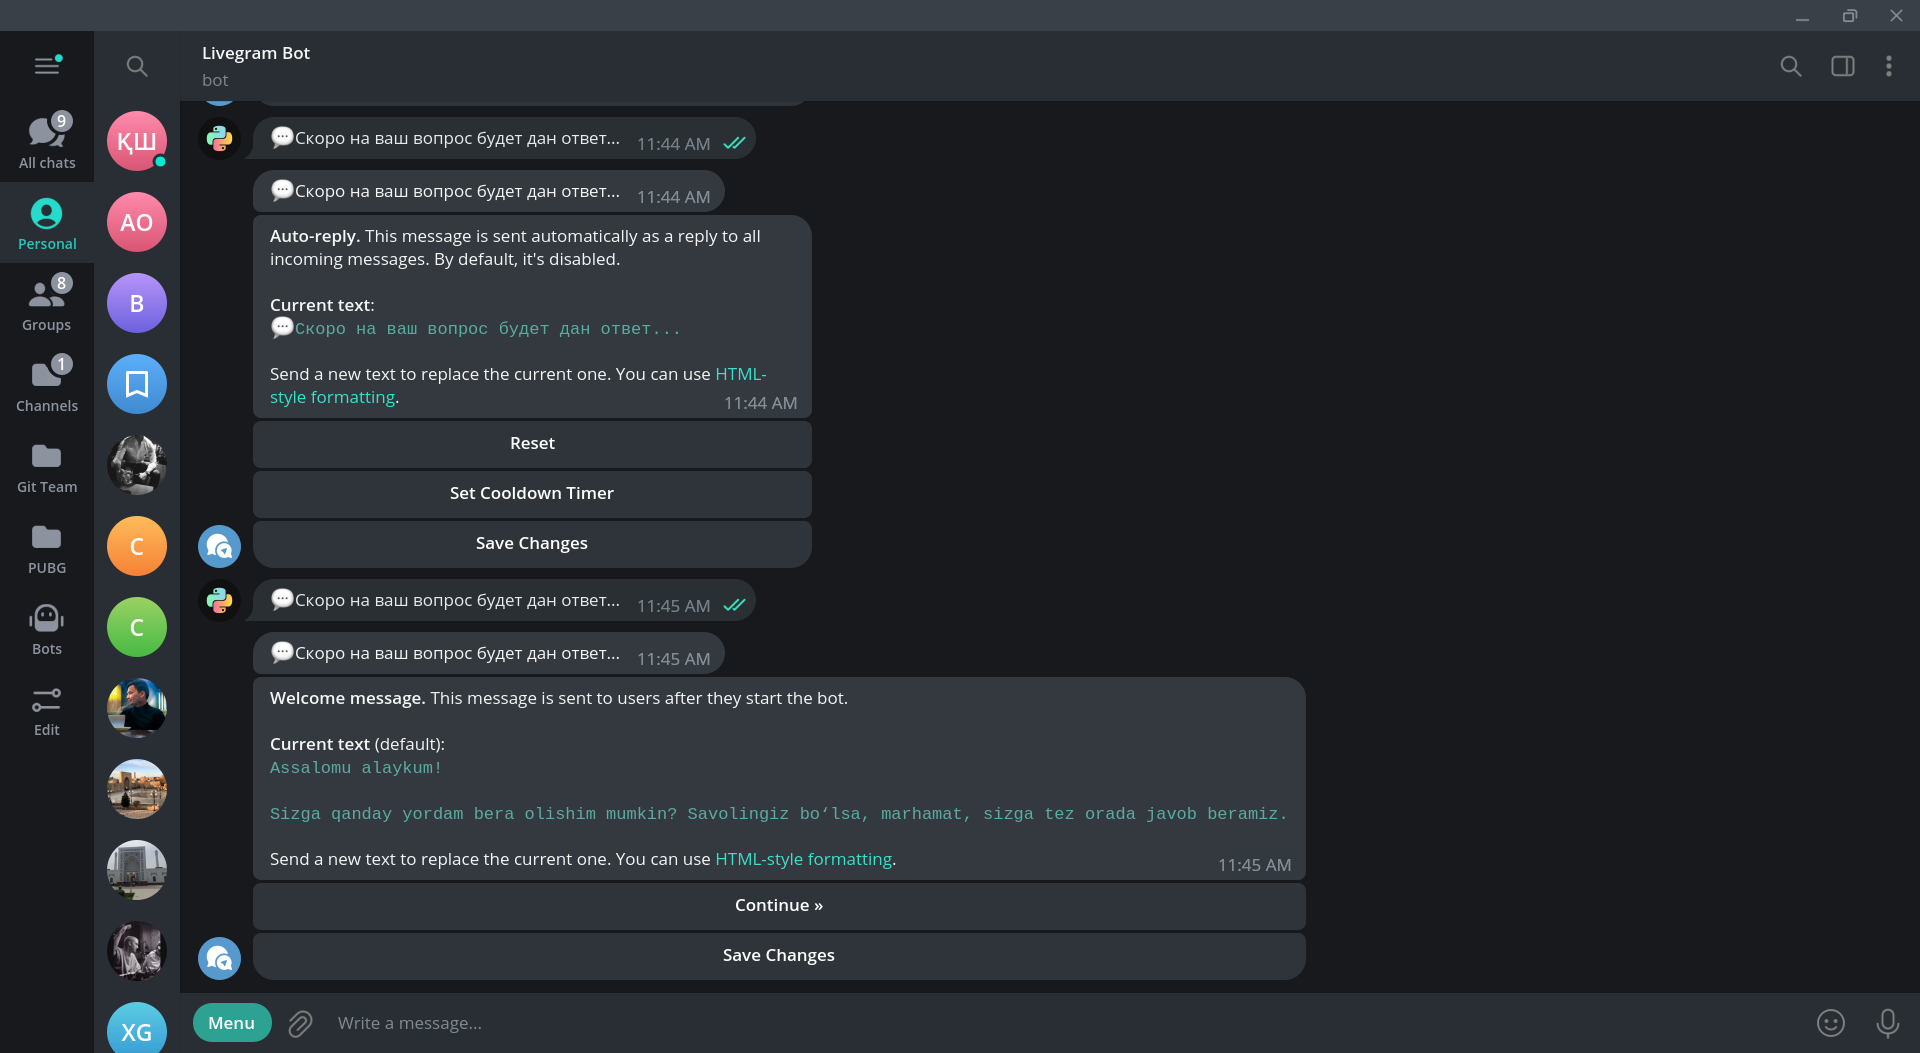 Livegram Bot
bot
9
All chats
Personal
8
Groups
1
Channels
Git Team
PUBG
Bots
Edit
ҚШ
АО
B
C
C
XG
💬Скоро на ваш вопрос будет дан ответ... 11:44 AM
💬Скоро на ваш вопрос будет дан ответ... 11:44 AM
Auto-reply. This message is sent automatically as a reply to all
incoming messages. By default, it's disabled.
Current text:
💬Скоро на ваш вопрос будет дан ответ...
Send a new text to replace the current one. You can use HTML-
style formatting.
11:44 AM
Reset
Set Cooldown Timer
Save Changes
💬Скоро на ваш вопрос будет дан ответ... 11:45 AM
💬Скоро на ваш вопрос будет дан ответ... 11:45 AM
Welcome message. This message is sent to users after they start the bot.
Current text (default):
Assalomu alaykum!
Sizga qanday yordam bera olishim mumkin? Savolingiz bo‘lsa, marhamat, sizga tez orada javob beramiz.
Send a new text to replace the current one. You can use HTML-style formatting.
11:45 AM
Continue »
Save Changes
Menu
Write a message...